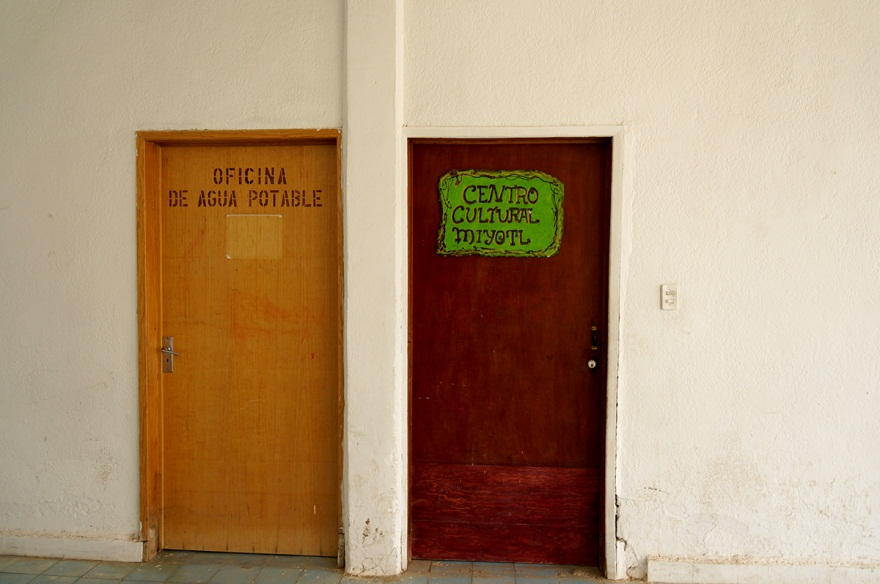 OFICINA
DE AGUA POTABLE
CENTRO
CULTURAL
MIYOTL